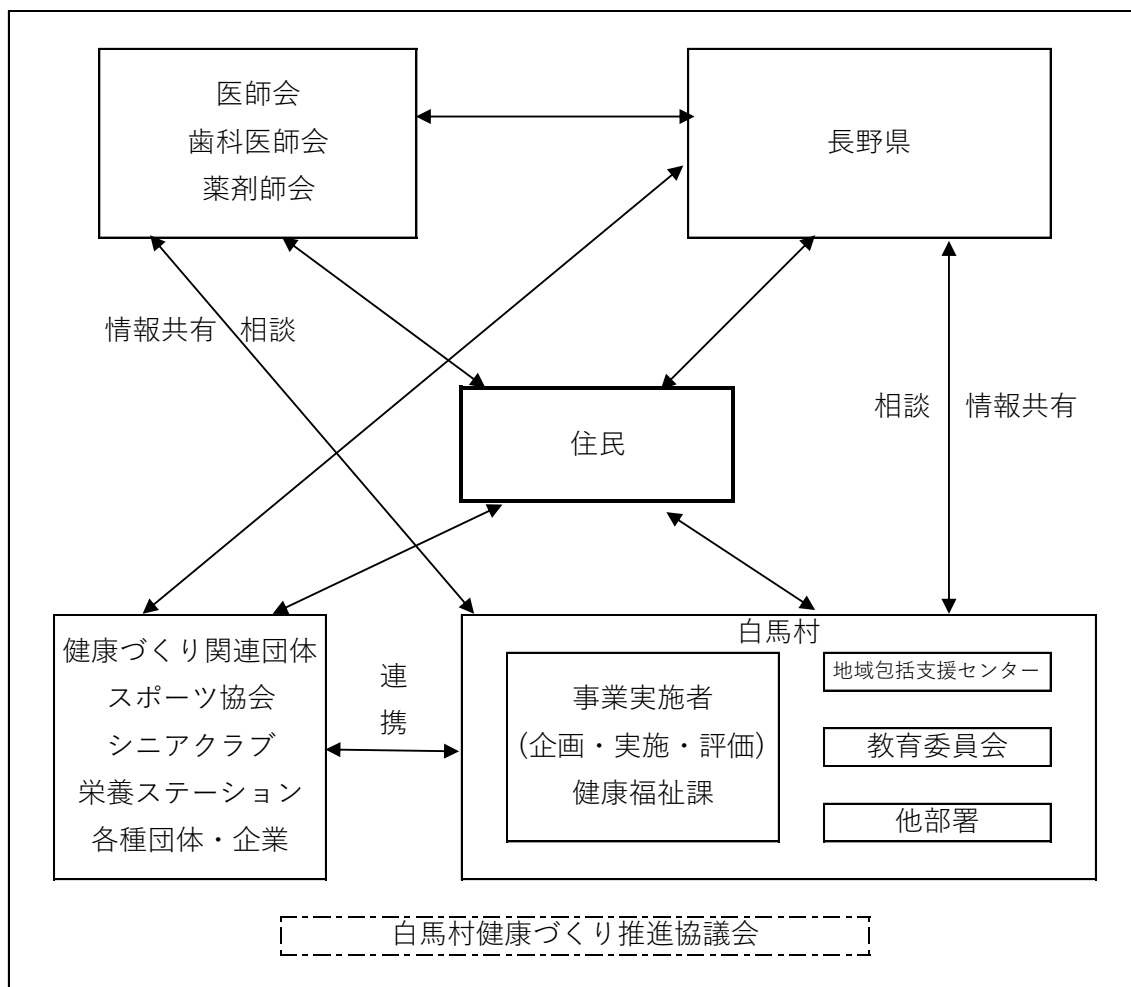 医師会
歯科医師会
薬剤師会
長野県
情報共有 相談
相談 情報共有
住民
健康づくり関連団体
スポーツ協会
シニアクラブ
栄養ステーション
各種団体・企業
連
携
白馬村
事業実施者
(企画・実施・評価)
健康福祉課
地域包括支援センター
教育委員会
他部署
白馬村健康づくり推進協議会